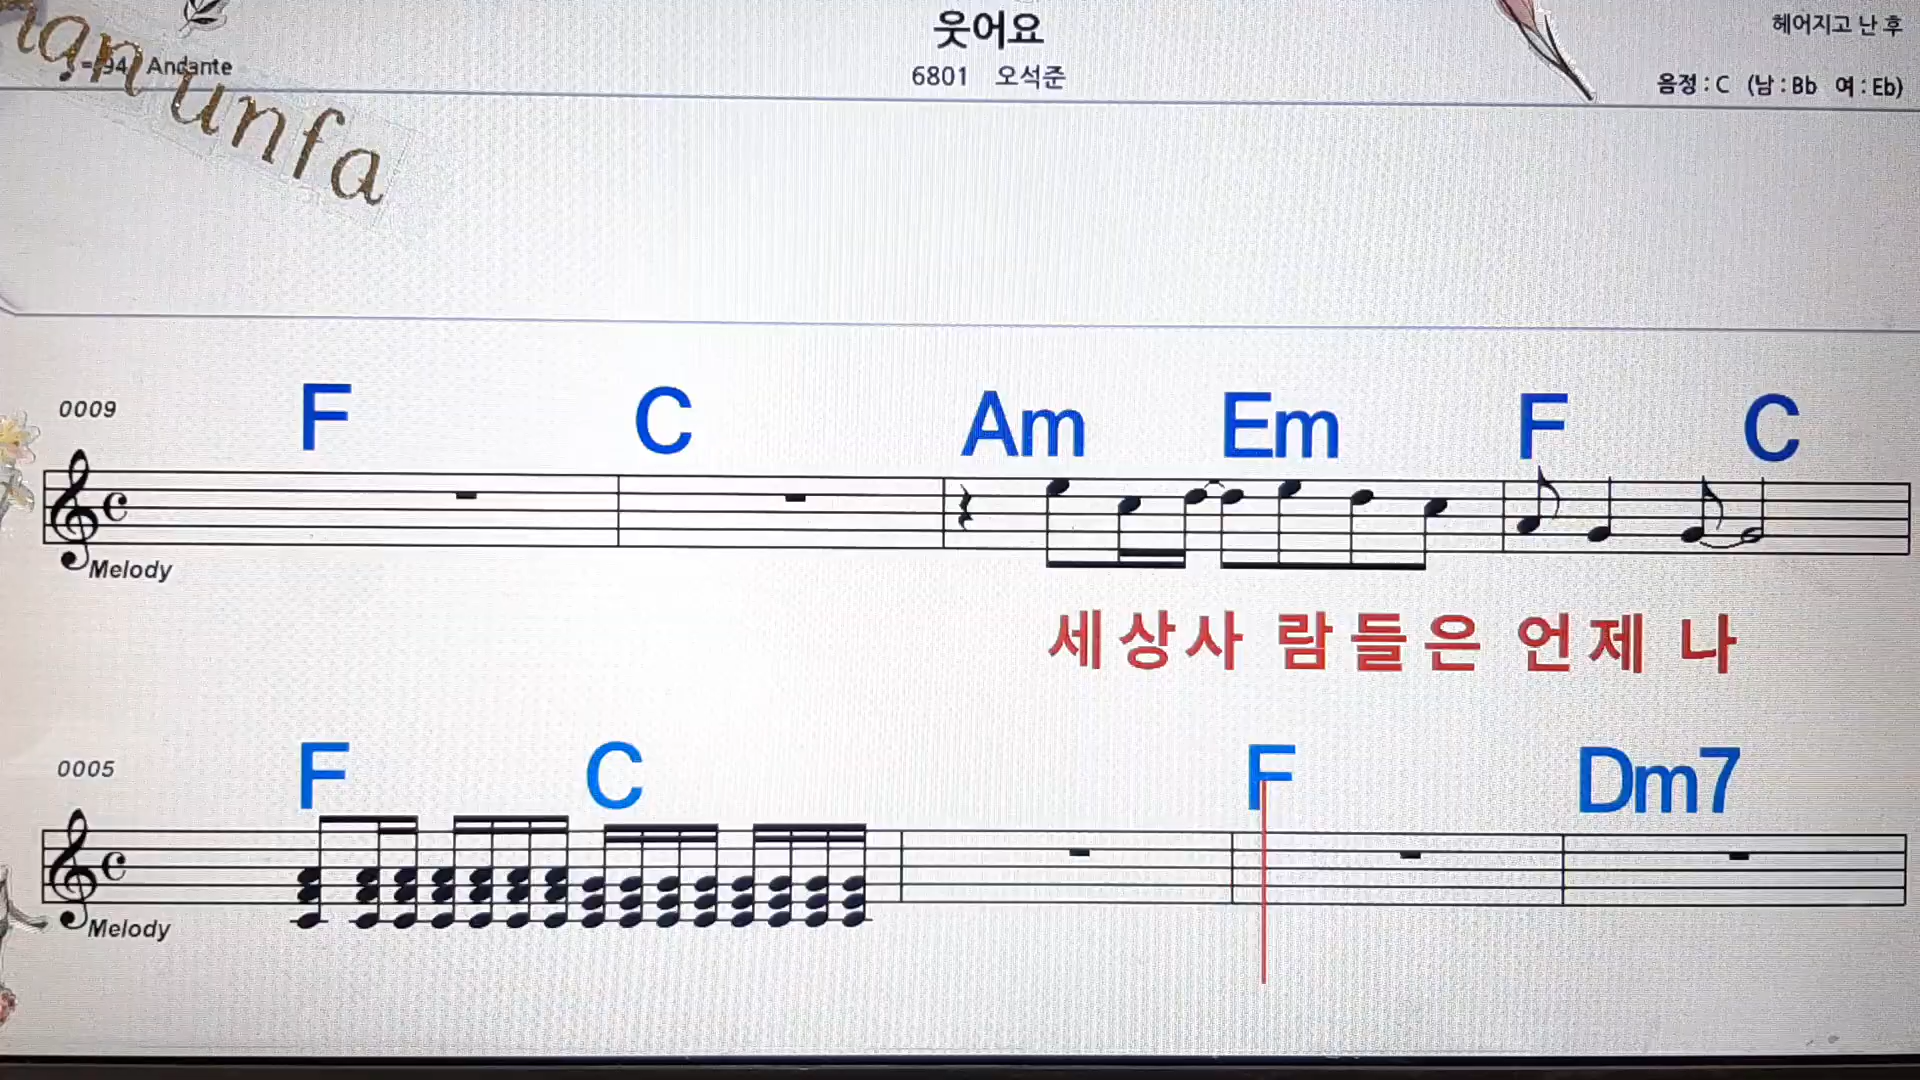 웃어요
헤어지고 난 후
=94 Andante
6801 오석준
음정 : C (남 : Bb 여 : Eb)
unfa
0009 F C Am Em F C
Melody
세상사 람들은 언제 나
0005 F C F Dm7
Melody